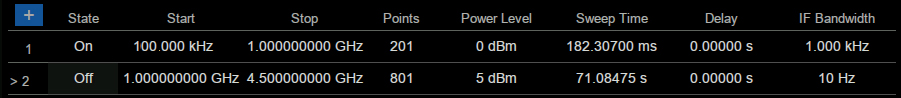 + State Start Stop Points Power Level Sweep Time Delay IF Bandwidth
1 On 100.000 kHz 1.000000000 GHz 201 0 dBm 182.30700 ms 0.00000 s 1.000 kHz
> 2 Off 1.000000000 GHz 4.500000000 GHz 801 5 dBm 71.08475 s 0.00000 s 10 Hz